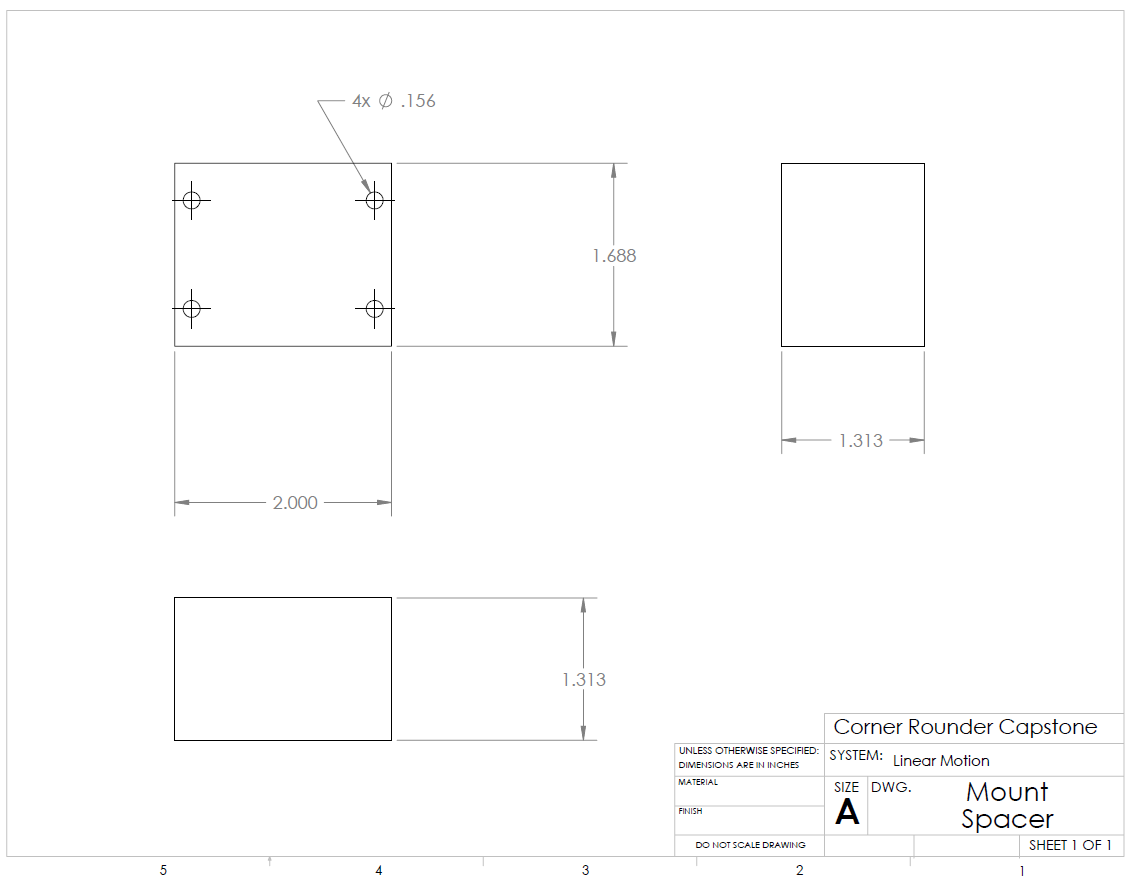 4x ∅ .156
1.688
1.313
2.000
1.313
Corner Rounder Capstone
UNLESS OTHERWISE SPECIFIED:
DIMENSIONS ARE IN INCHES
SYSTEM: Linear Motion
MATERIAL
FINISH
SIZE
A
DWG.
Mount
Spacer
DO NOT SCALE DRAWING
SHEET 1 OF 1
5 4 3 2 1